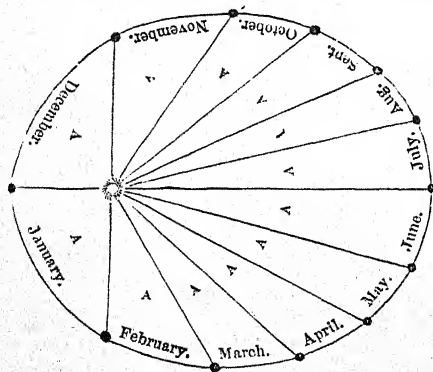 January.
A
February.
A
March.
A
April.
A
May.
A
June.
A
July.
A
Aug.
A
Sept.
A
October.
A
November.
A
December.
A